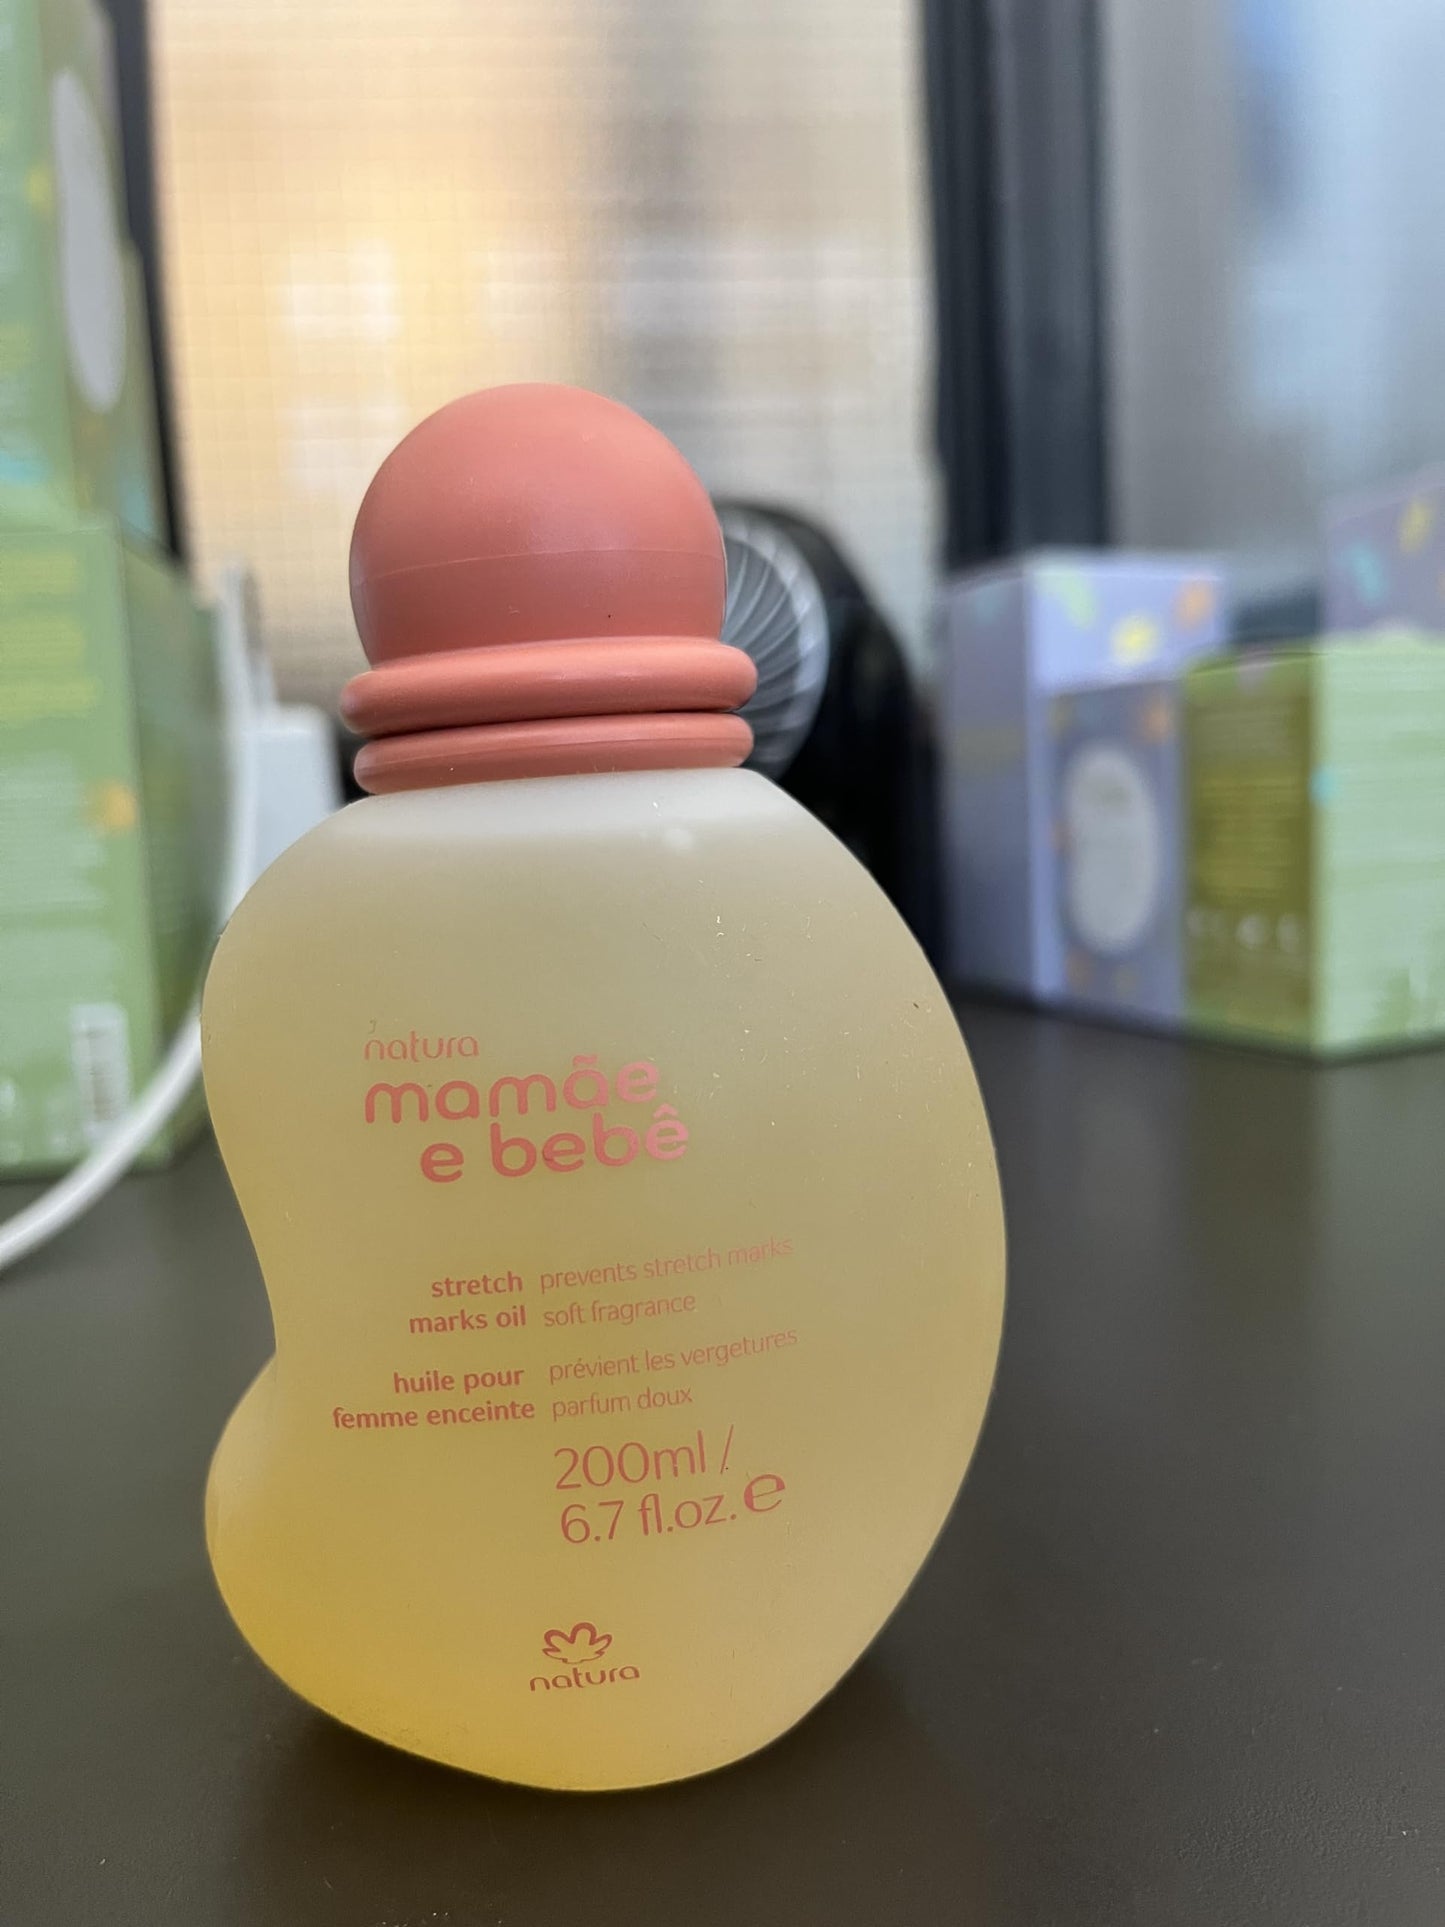 natura
mamãe
e bebê
stretch prevents stretch marks
marks oil soft fragrance
huile pour prévient les vergetures
femme enceinte parfum doux
200ml /
6.7 fl.oz. e
natura